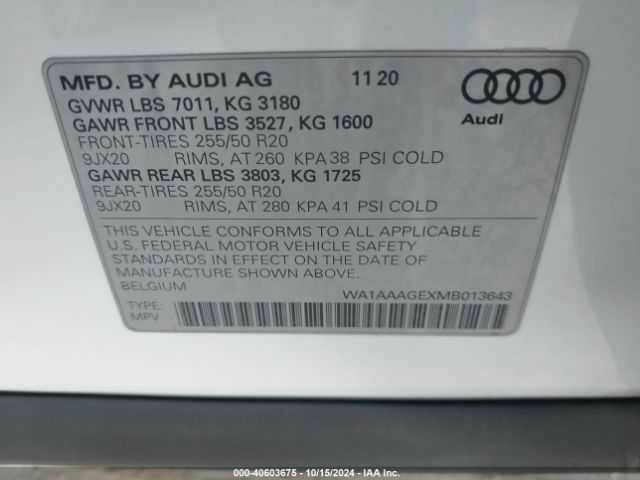 MFD. BY AUDI AG 11 20
GVWR LBS 7011, KG 3180
GAWR FRONT LBS 3527, KG 1600
FRONT-TIRES 255/50 R20
9JX20 RIMS, AT 260 KPA 38 PSI COLD
GAWR REAR LBS 3803, KG 1725
REAR-TIRES 255/50 R20
9JX20 RIMS, AT 280 KPA 41 PSI COLD
Audi
THIS VEHICLE CONFORMS TO ALL APPLICABLE
U.S. FEDERAL MOTOR VEHICLE SAFETY
STANDARDS IN EFFECT ON THE DATE OF
MANUFACTURE SHOWN ABOVE.
BELGIUM WA1AAAGEXMB013643
TYPE:
MPV
000-40603675 - 10/15/2024 - COPART IAAI